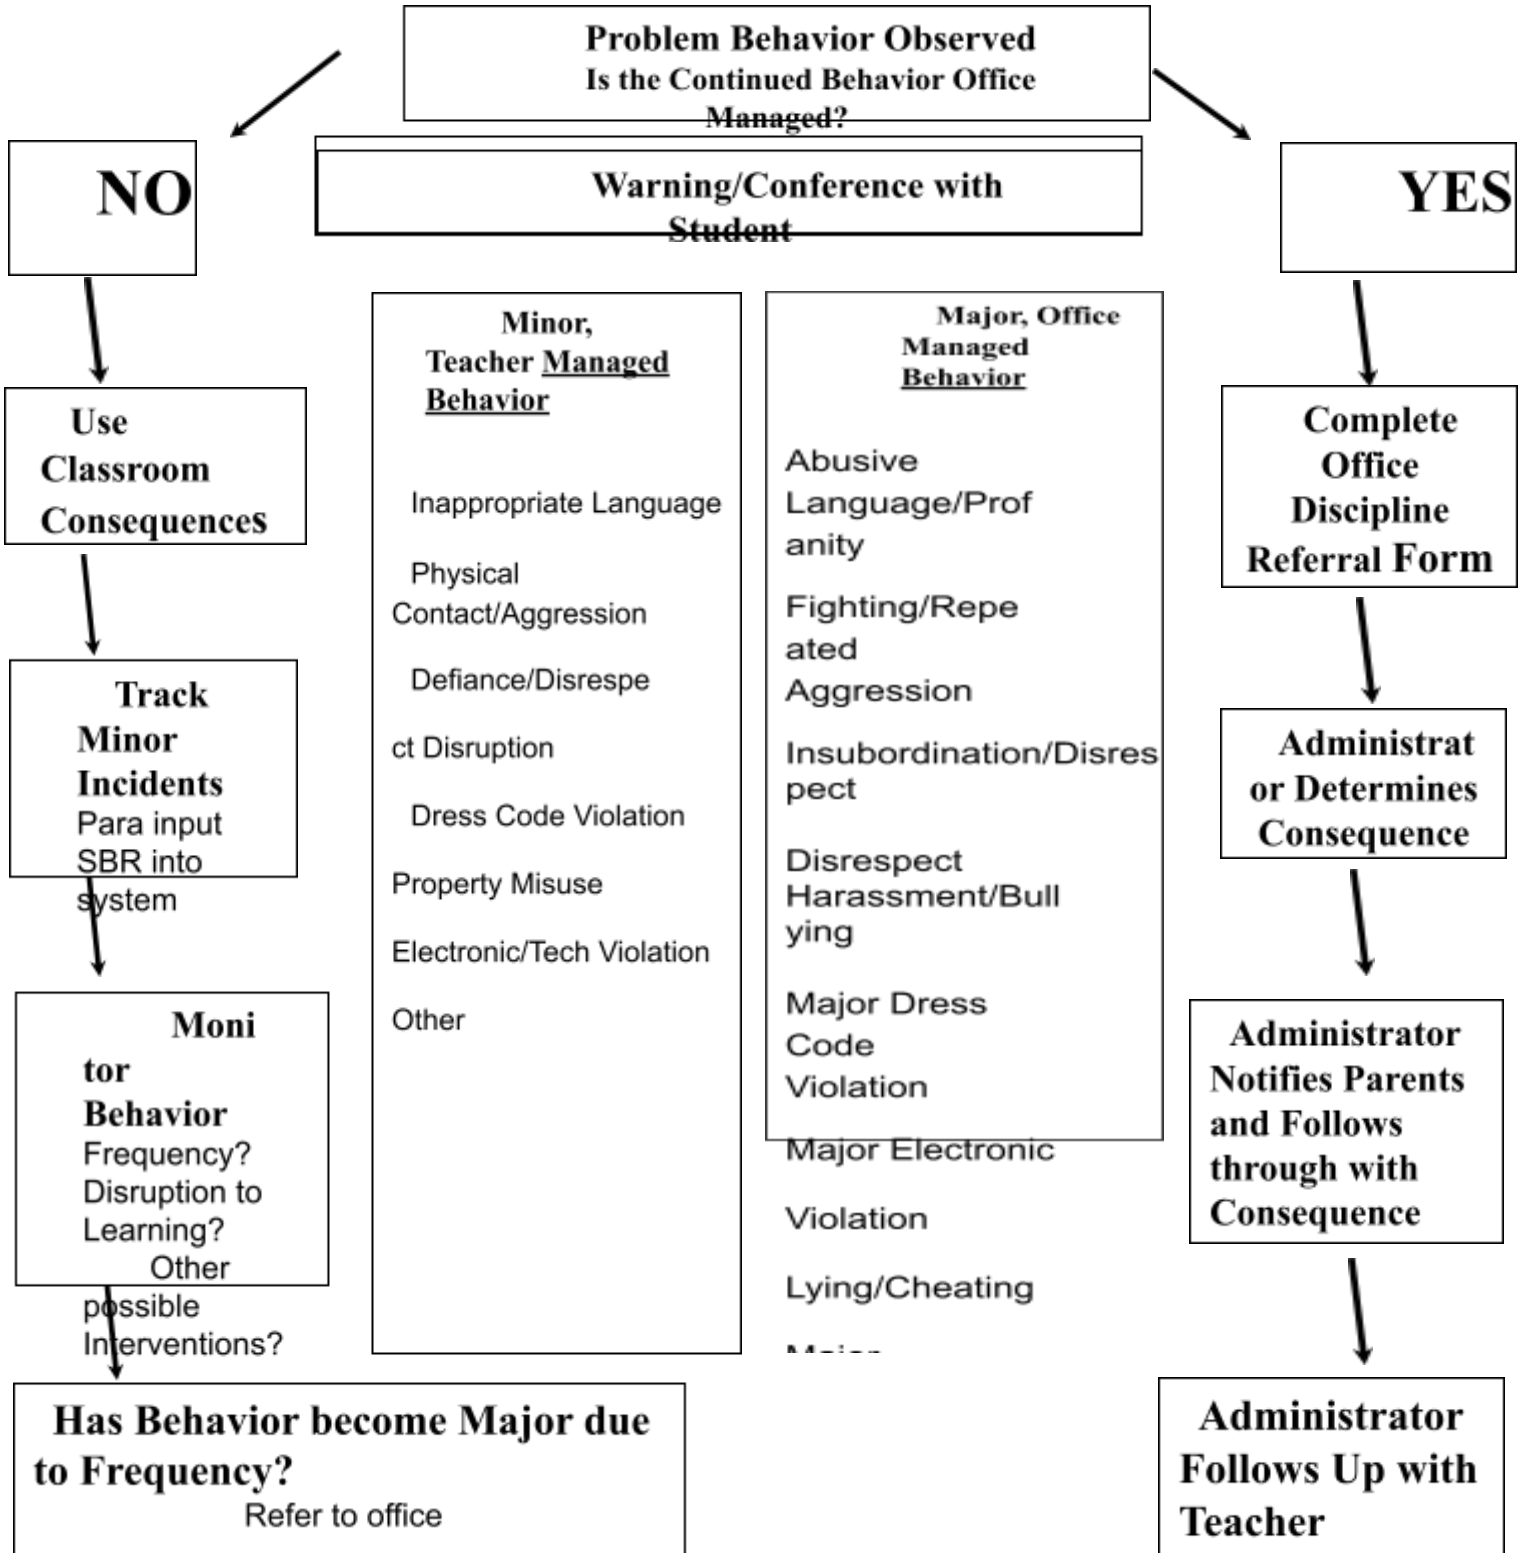 Problem Behavior Observed
Is the Continued Behavior Office
Managed?
Warning/Conference with
Student
NO
Use
Classroom
Consequences
Track
Minor
Incidents
Para input
SBR into
system
Moni
tor
Behavior
Frequency?
Disruption to
Learning?
Other
possible
Interventions?
Has Behavior become Major due
to Frequency?
Refer to office
Minor,
Teacher Managed
Behavior
Inappropriate Language
Physical
Contact/Aggression
Defiance/Disrespe
ct Disruption
Dress Code Violation
Property Misuse
Electronic/Tech Violation
Other
Major, Office
Managed
Behavior
Abusive
Language/Prof
anity
Fighting/Repe
ated
Aggression
Insubordination/Disres
pect
Disrespect
Harassment/Bull
ying
Major Dress
Code
Violation
Major Electronic
Violation
Lying/Cheating
Major
YES
Complete
Office
Discipline
Referral Form
Administrat
or Determines
Consequence
Administrator
Notifies Parents
and Follows
through with
Consequence
Administrator
Follows Up with
Teacher